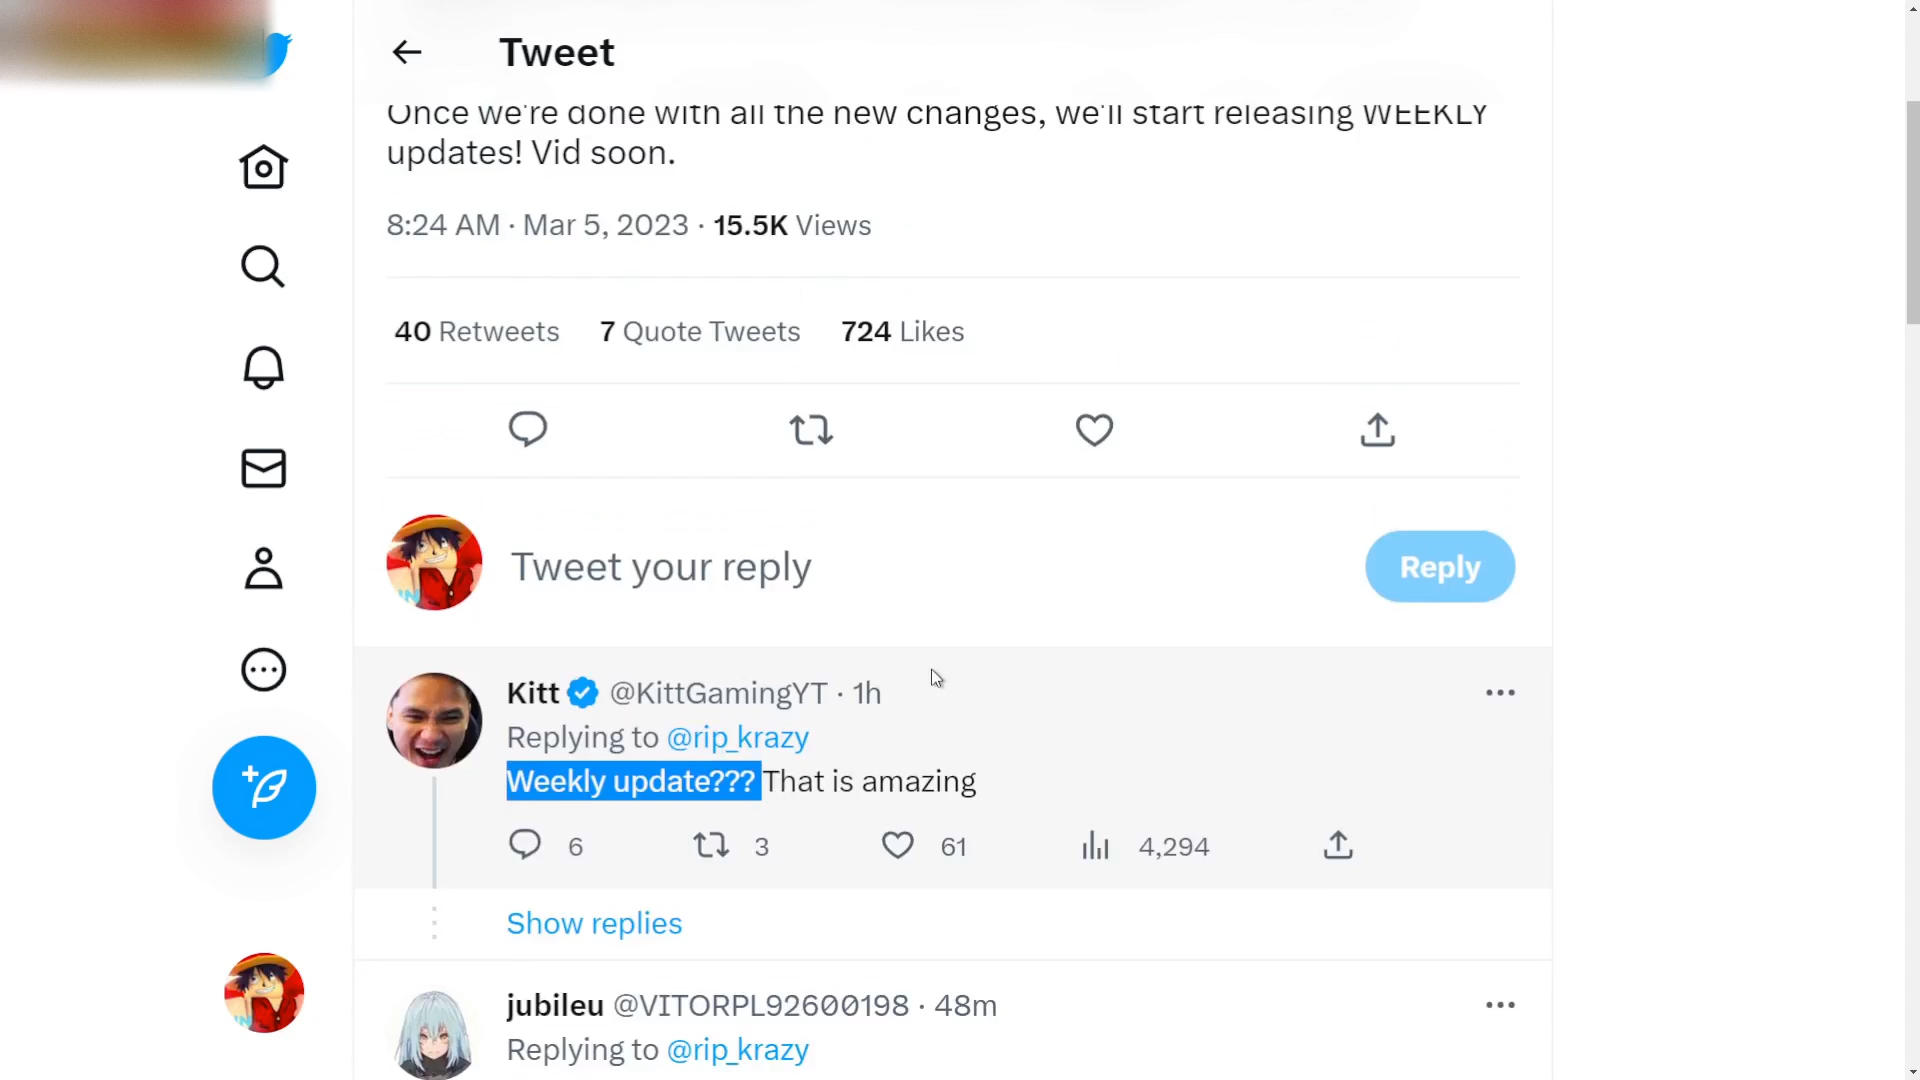 Tweet
Once we're done with all the new changes, we'll start releasing WEEKLY
updates! Vid soon.
8:24 AM · Mar 5, 2023 · 15.5K Views
40 Retweets 7 Quote Tweets 724 Likes
Tweet your reply
Reply
Kitt @KittGamingYT · 1h
Replying to @rip_krazy
Weekly update??? That is amazing
6 3 61 4,294
Show replies
jubileu @VITORPL92600198 · 48m
Replying to @rip_krazy